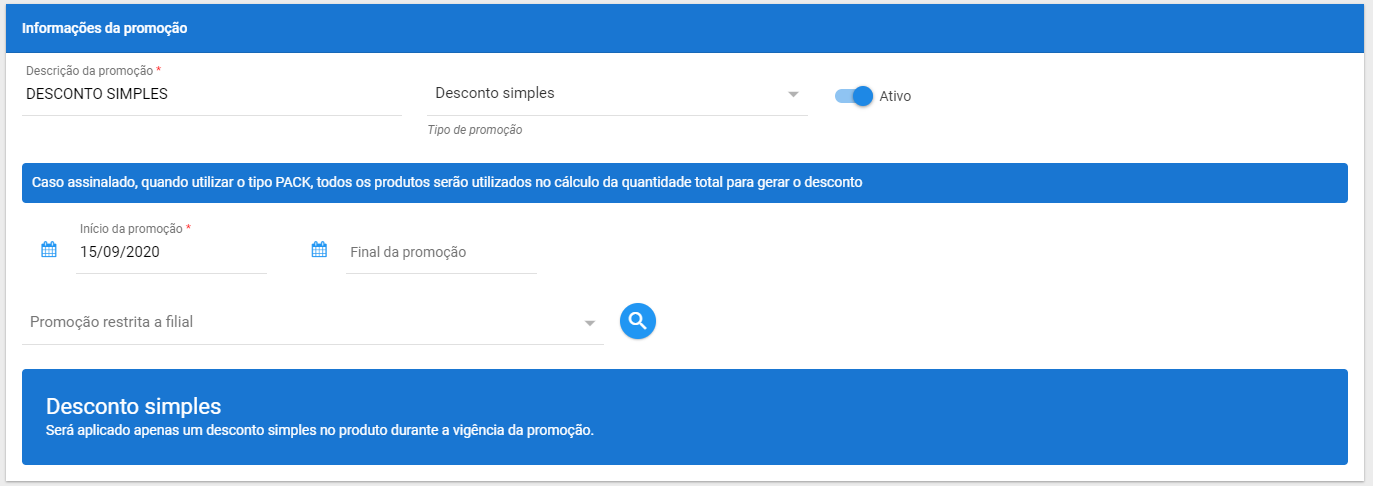 Informações da promoção
Descrição da promoção *
DESCONTO SIMPLES
Desconto simples
Ativo
Tipo de promoção
Caso assinalado, quando utilizar o tipo PACK, todos os produtos serão utilizados no cálculo da quantidade total para gerar o desconto
Início da promoção *
15/09/2020
Final da promoção
Promoção restrita a filial
Desconto simples
Será aplicado apenas um desconto simples no produto durante a vigência da promoção.